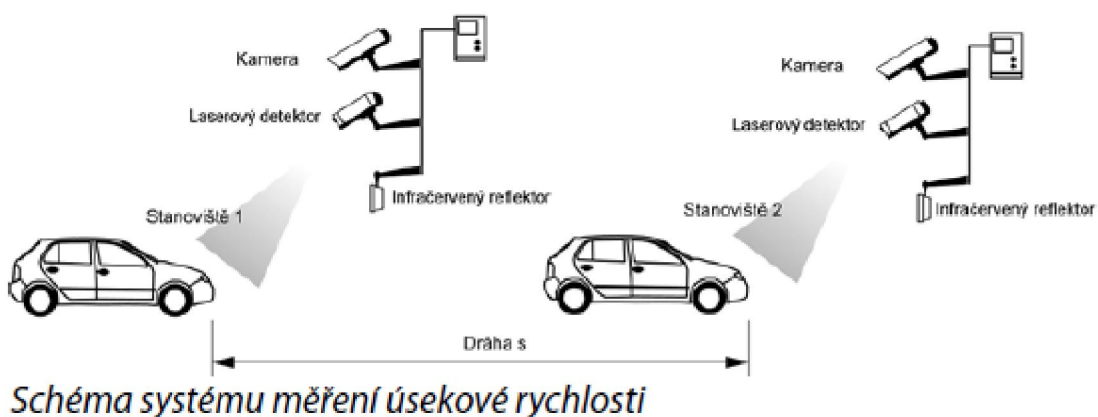 Kamera
Laserový detektor
Infračervený reflektor
Stanoviště 1
Kamera
Laserový detektor
Infračervený reflektor
Stanoviště 2
Dráha s
Schéma systému měření úsekové rychlosti